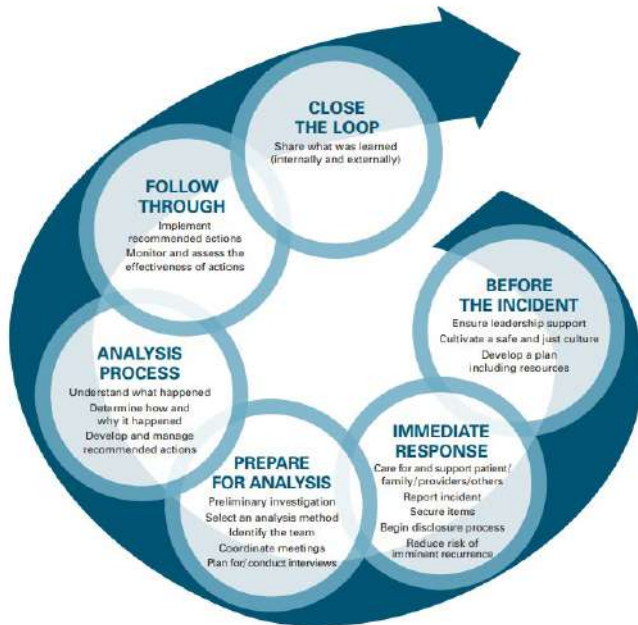 CLOSE
THE LOOP
Share what was learned
(internally and externally)
FOLLOW
THROUGH
Implement
recommended actions
Monitor and assess the
effectiveness of actions
BEFORE
THE INCIDENT
Ensure leadership support
Cultivate a safe and just culture
Develop a plan
including resources
ANALYSIS
PROCESS
Understand what happened
Determine how and
why it happened
Develop and manage
recommended actions
IMMEDIATE
RESPONSE
Care for and support patient/
family/providers/others
Report incident
Secure items
Begin disclosure process
Reduce risk of
imminent recurrence
PREPARE
FOR ANALYSIS
Preliminary investigation
Select an analysis method
Identify the team
Coordinate meetings
Plan for/conduct interviews